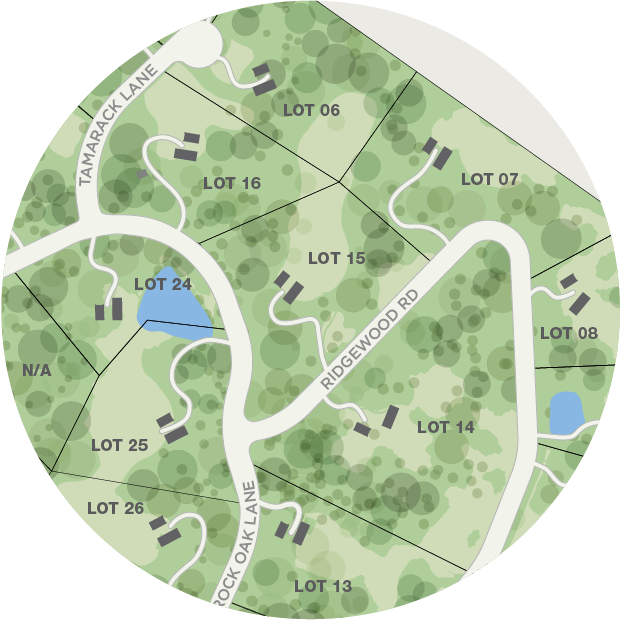 TAMARACK LANE
LOT 06
LOT 16
LOT 07
LOT 15
LOT 24
RIDGEWOOD RD
LOT 08
N/A
LOT 14
LOT 25
LOT 26
ROCK OAK LANE
LOT 13